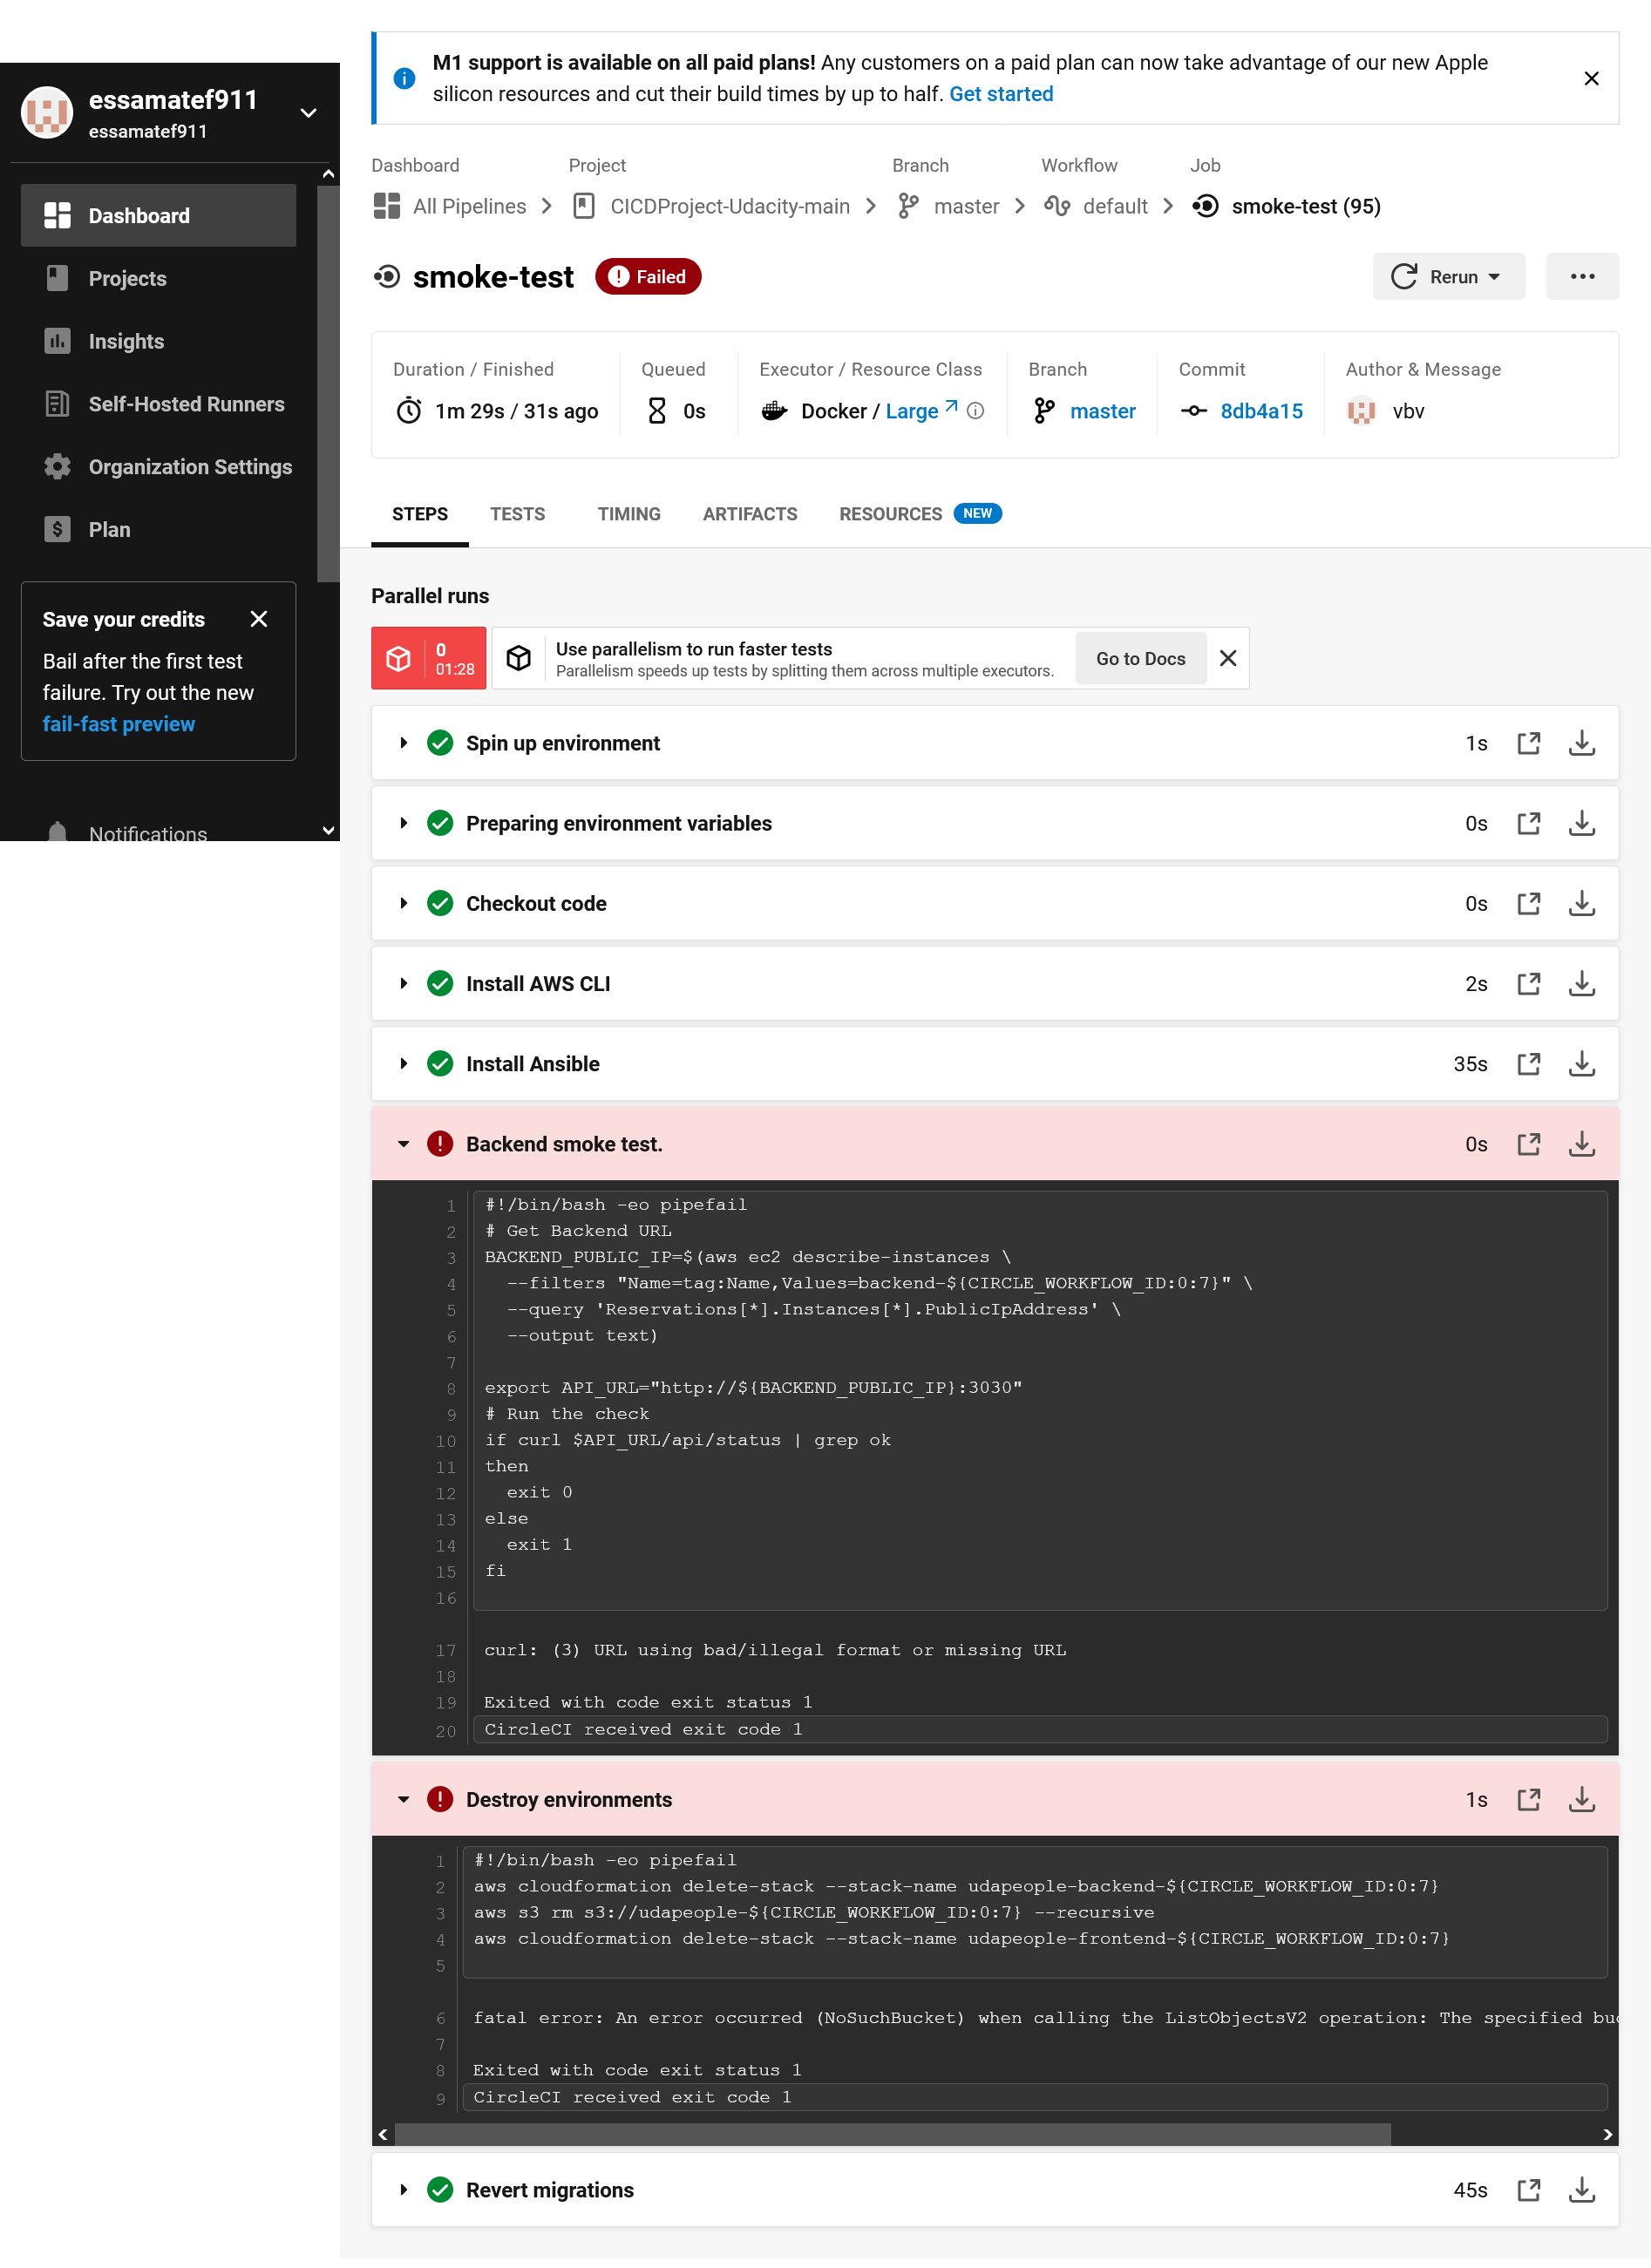 M1 support is available on all paid plans! Any customers on a paid plan can now take advantage of our new Apple
silicon resources and cut their build times by up to half. Get started
essamatef911
essamatef911
Dashboard
Projects
Insights
Self-Hosted Runners
Organization Settings
Plan
Save your credits
Bail after the first test
failure. Try out the new
fail-fast preview
Notifications
Dashboard Project Branch Workflow Job
All Pipelines CICDProject-Udacity-main master default smoke-test (95)
smoke-test Failed Rerun
Duration / Finished Queued Executor / Resource Class Branch Commit Author & Message
1m 29s / 31s ago 0s Docker / Large master 8db4a15 vbv
STEPS TESTS TIMING ARTIFACTS RESOURCES NEW
Parallel runs
0
01:28
Use parallelism to run faster tests
Parallelism speeds up tests by splitting them across multiple executors.
Go to Docs
Spin up environment 1s
Preparing environment variables 0s
Checkout code 0s
Install AWS CLI 2s
Install Ansible 35s
Backend smoke test. 0s
1 #!/bin/bash -eo pipefail
2 # Get Backend URL
3 BACKEND_PUBLIC_IP=$(aws ec2 describe-instances \
4 --filters "Name=tag:Name,Values=backend-${CIRCLE_WORKFLOW_ID:0:7}" \
5 --query 'Reservations[*].Instances[*].PublicIpAddress' \
6 --output text)
7
8 export API_URL="http://${BACKEND_PUBLIC_IP}:3030"
9 # Run the check
10 if curl $API_URL/api/status | grep ok
11 then
12 exit 0
13 else
14 exit 1
15 fi
16
17 curl: (3) URL using bad/illegal format or missing URL
18
19 Exited with code exit status 1
20 CircleCI received exit code 1
Destroy environments 1s
1 #!/bin/bash -eo pipefail
2 aws cloudformation delete-stack --stack-name udapeople-backend-${CIRCLE_WORKFLOW_ID:0:7}
3 aws s3 rm s3://udapeople-${CIRCLE_WORKFLOW_ID:0:7} --recursive
4 aws cloudformation delete-stack --stack-name udapeople-frontend-${CIRCLE_WORKFLOW_ID:0:7}
5
6 fatal error: An error occurred (NoSuchBucket) when calling the ListObjectsV2 operation: The specified
7
8 Exited with code exit status 1
9 CircleCI received exit code 1
Revert migrations 45s